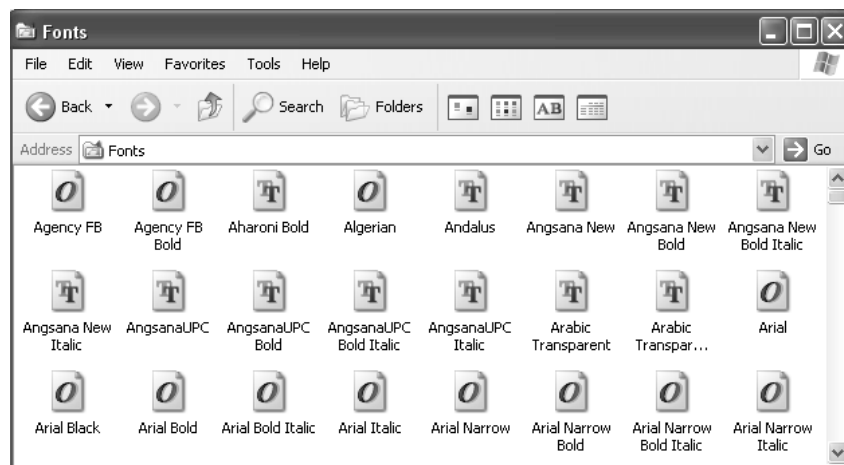 Fonts
File Edit View Favorites Tools Help
Back Search Folders AB
Address Fonts Go
Agency FB
Agency FB
Bold
Aharoni Bold
Algerian
Andalus
Angsana New
Angsana New
Bold
Angsana New
Bold Italic
Angsana New
Italic
AngsanaUPC
AngsanaUPC
Bold
AngsanaUPC
Bold Italic
AngsanaUPC
Italic
Arabic
Transparent
Arabic
Transpar...
Arial
Arial Black
Arial Bold
Arial Bold Italic
Arial Italic
Arial Narrow
Arial Narrow
Bold
Arial Narrow
Bold Italic
Arial Narrow
Italic